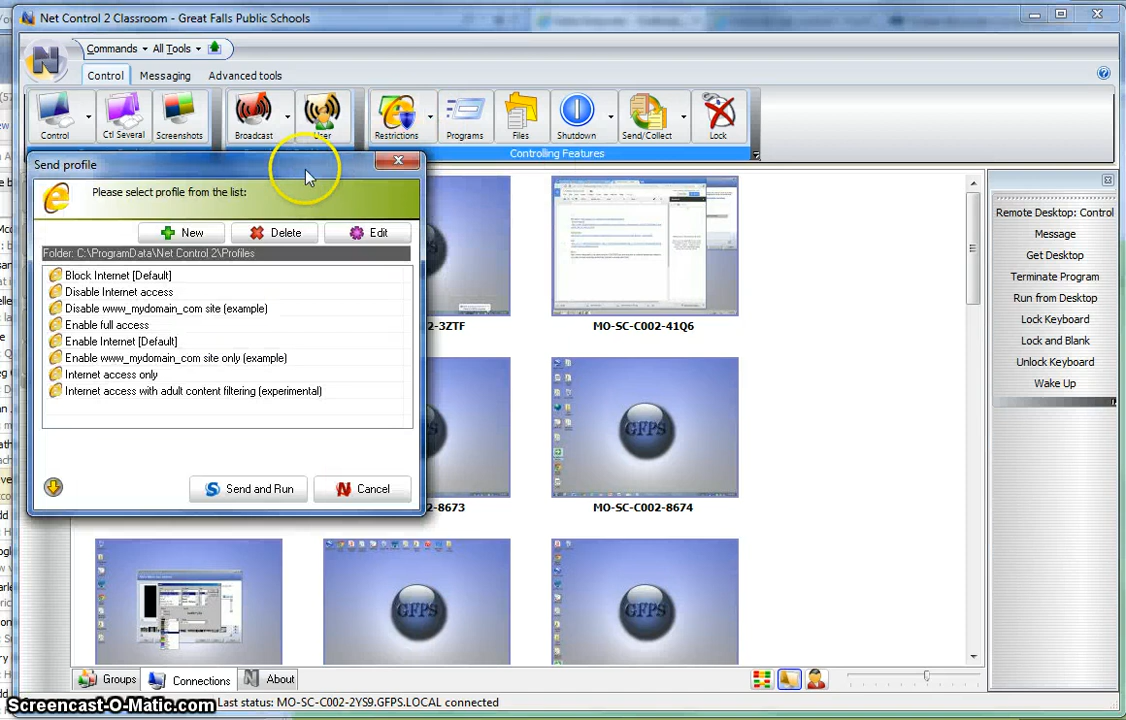 Net Control 2 Classroom - Great Falls Public Schools
Commands All Tools
Control Messaging Advanced tools
Control Ctl Several Screenshots Broadcast User Restrictions Programs Files Shutdown Send/Collect Lock
Controlling Features
Send profile
Please select profile from the list:
New Delete Edit
Folder: C:\ProgramData\Net Control 2\Profiles
Block Internet [Default]
Disable Internet access
Disable www_mydomain_com site (example)
Enable full access
Enable Internet [Default]
Enable www_mydomain_com site only (example)
Internet access only
Internet access with adult content filtering (experimental)
Send and Run Cancel
2-3ZTF MO-SC-C002-41Q6
GFPS
002-8673 MO-SC-C002-8674
GFPS GFPS
Remote Desktop: Control
Message
Get Desktop
Terminate Program
Run from Desktop
Lock Keyboard
Lock and Blank
Unlock Keyboard
Wake Up
Groups Connections About
Screencast-O-Matic.com
Last status: MO-SC-C002-2YS9.GFPS.LOCAL connected